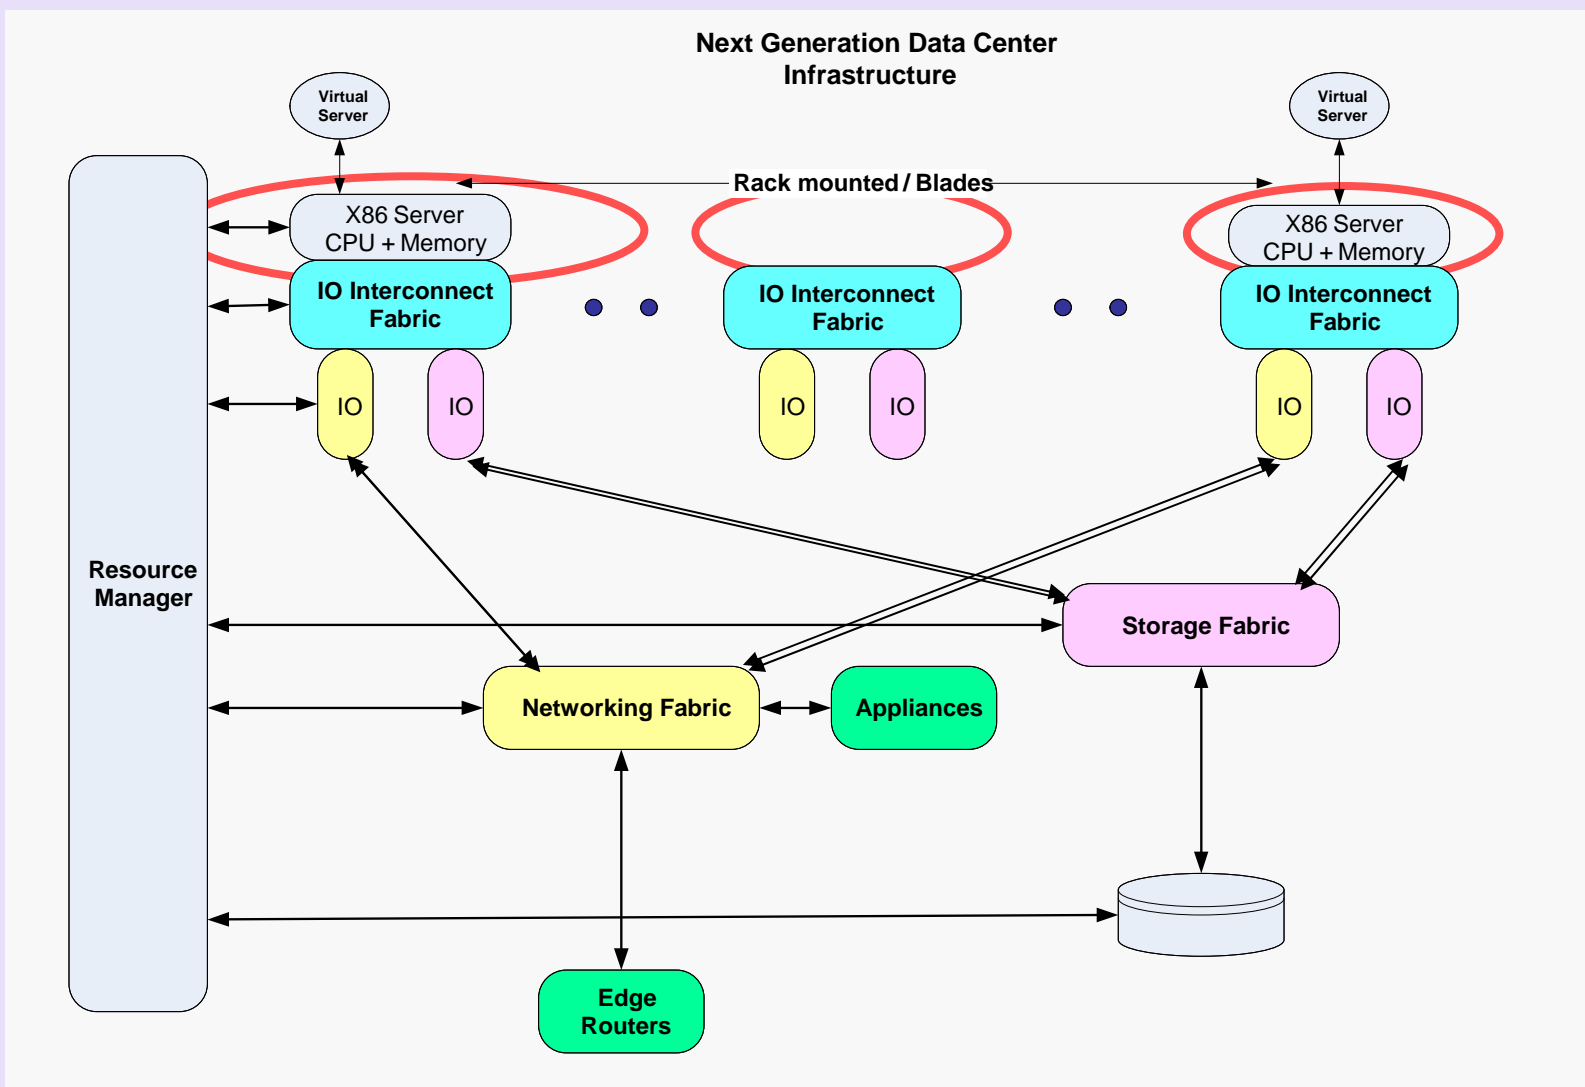 Next Generation Data Center
Infrastructure
Virtual
Server
Virtual
Server
Rack mounted / Blades
X86 Server
CPU + Memory
X86 Server
CPU + Memory
IO Interconnect
Fabric
IO Interconnect
Fabric
IO Interconnect
Fabric
IO
IO
IO
IO
IO
IO
Resource
Manager
Storage Fabric
Networking Fabric
Appliances
Edge
Routers